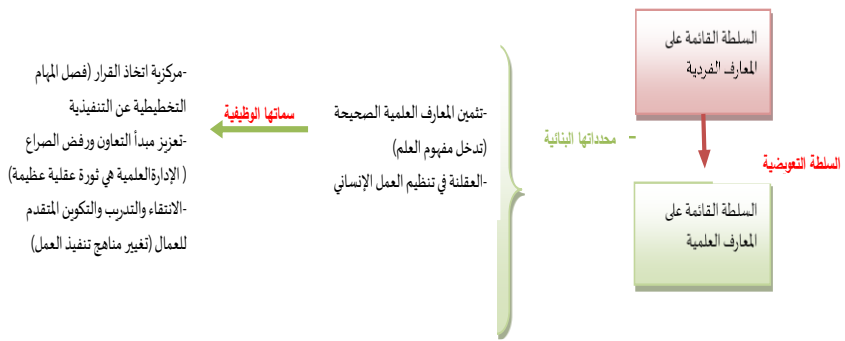 السلطة القائمة على
المعارف الفردية
السلطة التعويضية
السلطة القائمة على
المعارف العلمية
محدداتها البنائية –
-تثمين المعارف العلمية الصحيحة
(تدخل مفهوم العلم)
-العقلنة في تنظيم العمل الإنساني
سماتها الوظيفية
-مركزية اتخاذ القرار (فصل المهام
التخطيطية عن التنفيذية
-تعزيز مبدأ التعاون ورفض الصراع
( الإدارةالعلمية هي ثورة عقلية عظيمة)
-الانتقاء والتدريب والتكوين المتقدم
للعمال (تغيير مناهج تنفيذ العمل)